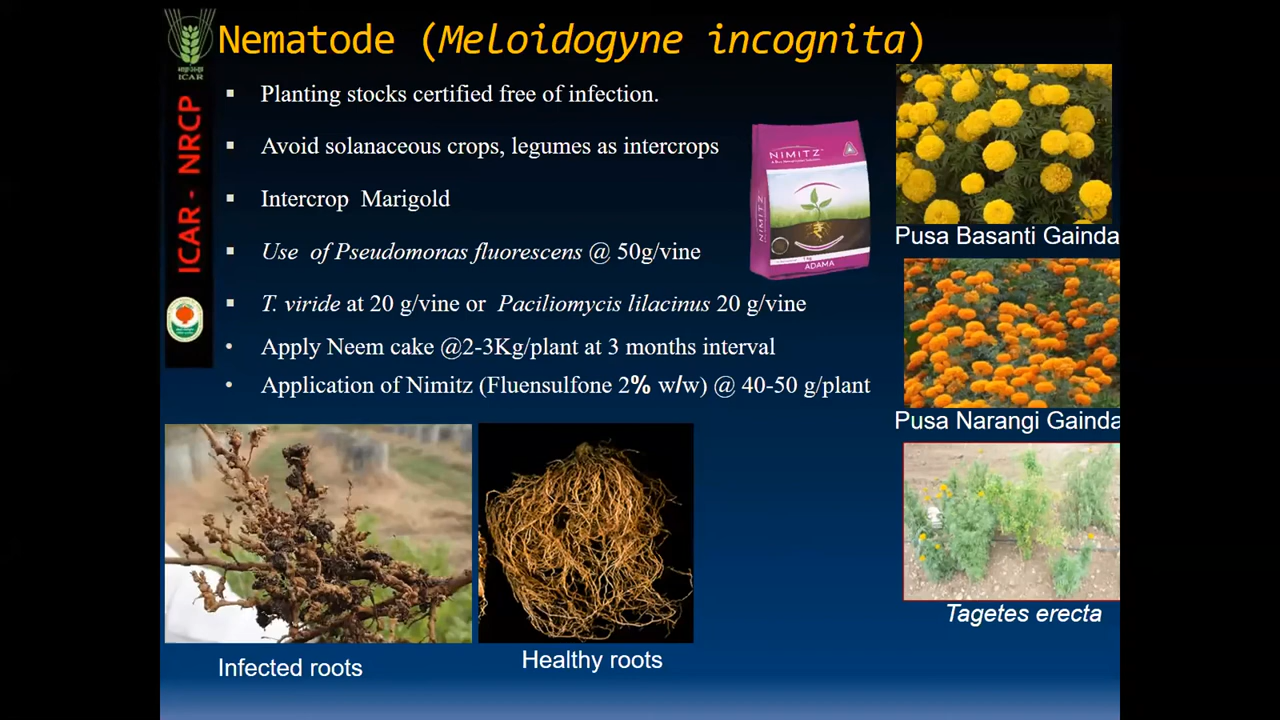 Nematode (Meloidogyne incognita)
ICAR
ICAR - NRCP
Planting stocks certified free of infection.
Avoid solanaceous crops, legumes as intercrops
Intercrop Marigold
Use of Pseudomonas fluorescens @ 50g/vine
T. viride at 20 g/vine or Paciliomycis lilacinus 20 g/vine
Apply Neem cake @2-3Kg/plant at 3 months interval
Application of Nimitz (Fluensulfone 2% w/w) @ 40-50 g/plant
NIMITZ
NIMITZ
ADAMA
Pusa Basanti Gainda
Pusa Narangi Gainda
Tagetes erecta
Infected roots
Healthy roots